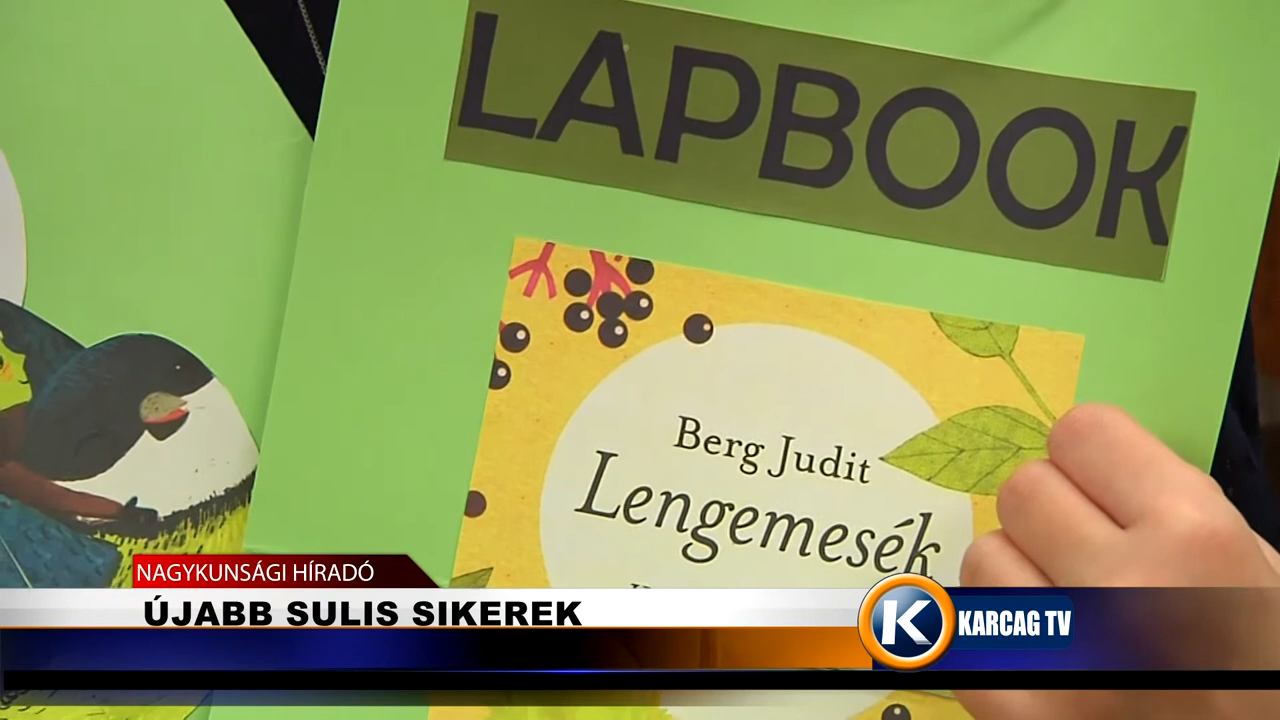 LAPBOOK
Berg Judit
Lengemesék
NAGYKUNSÁGI HÍRADÓ
ÚJABB SULIS SIKEREK
K KARCAG TV